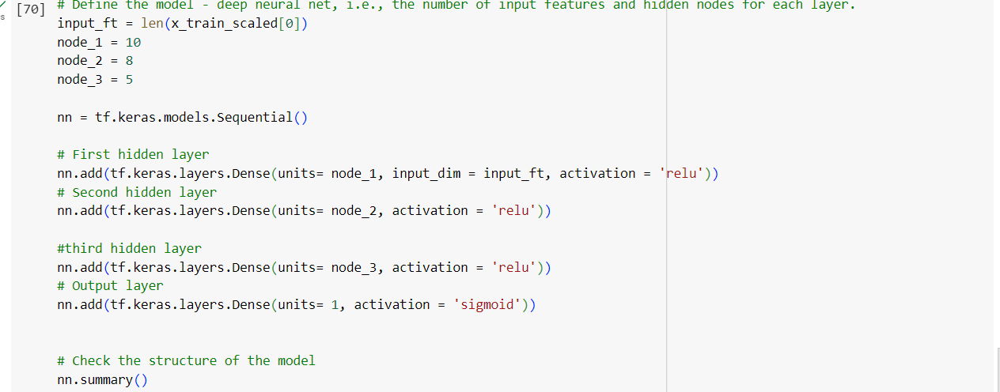 [70] # Define the model - deep neural net, i.e., the number of input features and hidden nodes for each layer.
s
input_ft = len(x_train_scaled[0])
node_1 = 10
node_2 = 8
node_3 = 5
nn = tf.keras.models.Sequential()
# First hidden layer
nn.add(tf.keras.layers.Dense(units= node_1, input_dim = input_ft, activation = 'relu'))
# Second hidden layer
nn.add(tf.keras.layers.Dense(units= node_2, activation = 'relu'))
#third hidden layer
nn.add(tf.keras.layers.Dense(units= node_3, activation = 'relu'))
# Output layer
nn.add(tf.keras.layers.Dense(units= 1, activation = 'sigmoid'))
# Check the structure of the model
nn.summary()